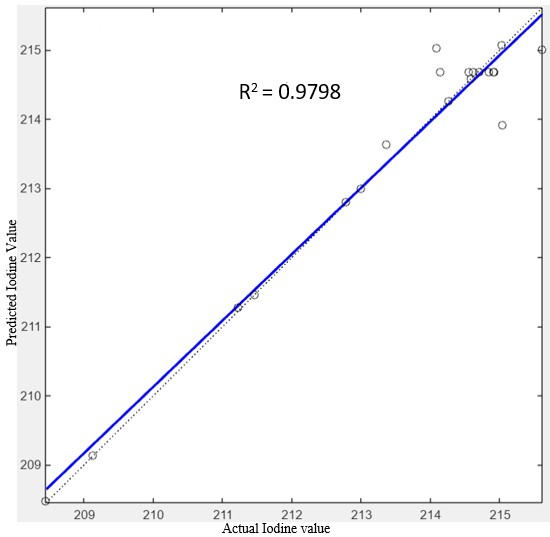 215
214
R² = 0.9798
213
212
211
210
209
Predicted Iodine Value
209 210 211 212 213 214 215
Actual Iodine value